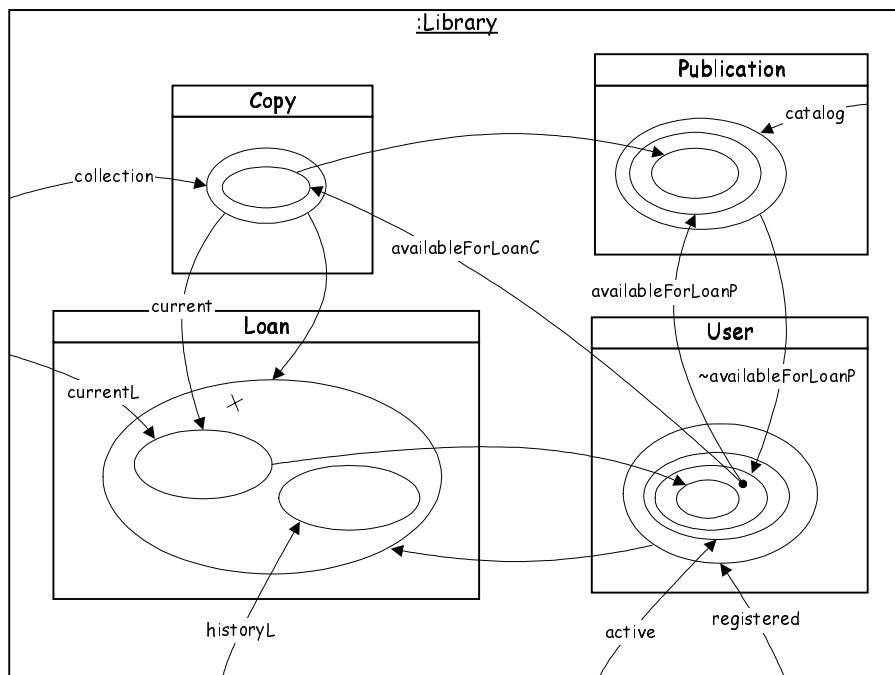 :Library
Publication
Copy
catalog
collection
availableForLoanC
availableForLoanP
current
Loan
User
~availableForLoanP
currentL
historyL
active
registered